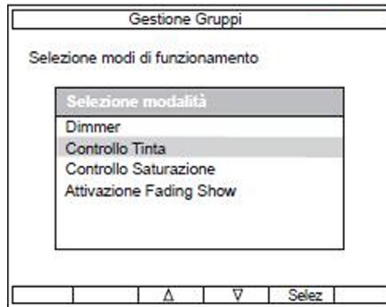 Gestione Gruppi
Selezione modi di funzionamento
Selezione modalità
Dimmer
Controllo Tinta
Controllo Saturazione
Attivazione Fading Show
Δ ∇ Selez